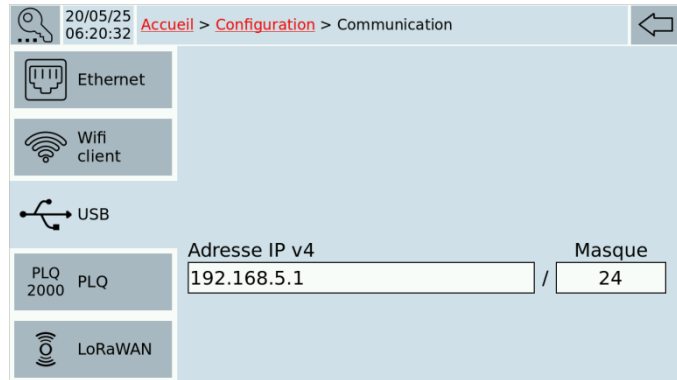 20/05/25
06:20:32
Accueil > Configuration > Communication
Ethernet
Wifi
client
USB
Adresse IP v4
Masque
192.168.5.1 / 24
PLQ
2000
PLQ
LoRaWAN